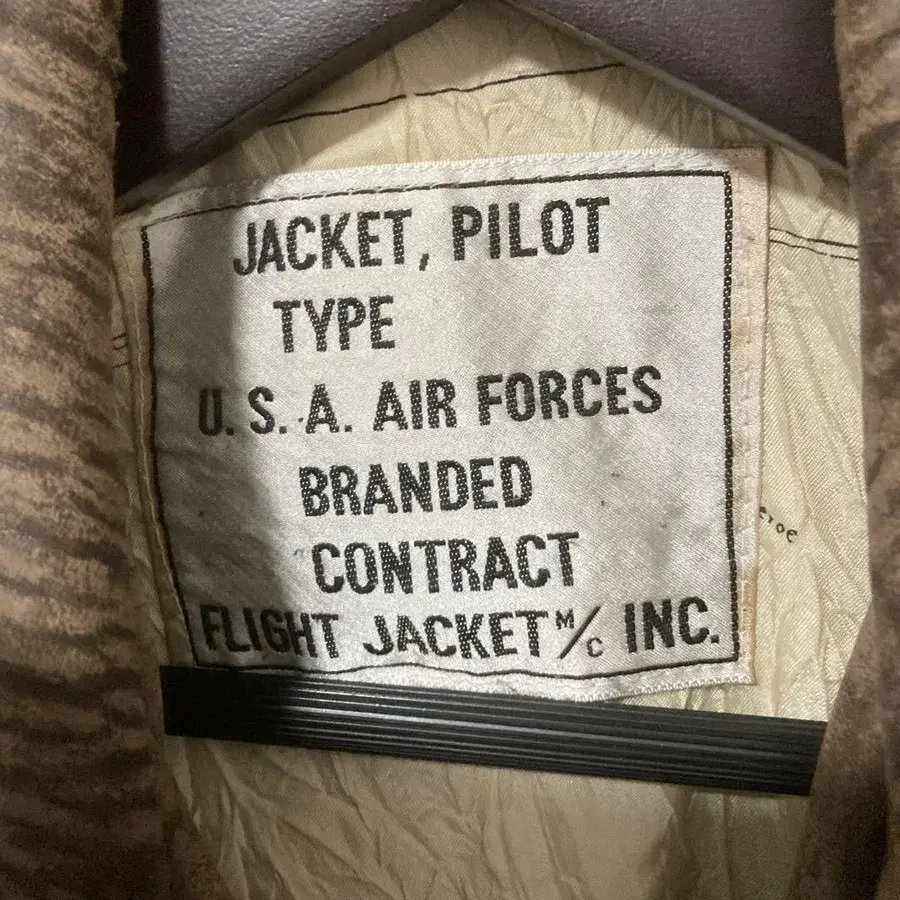 JACKET, PILOT
TYPE
U. S. A. AIR FORCES
BRANDED
CONTRACT
FLIGHT JACKET M/C INC.